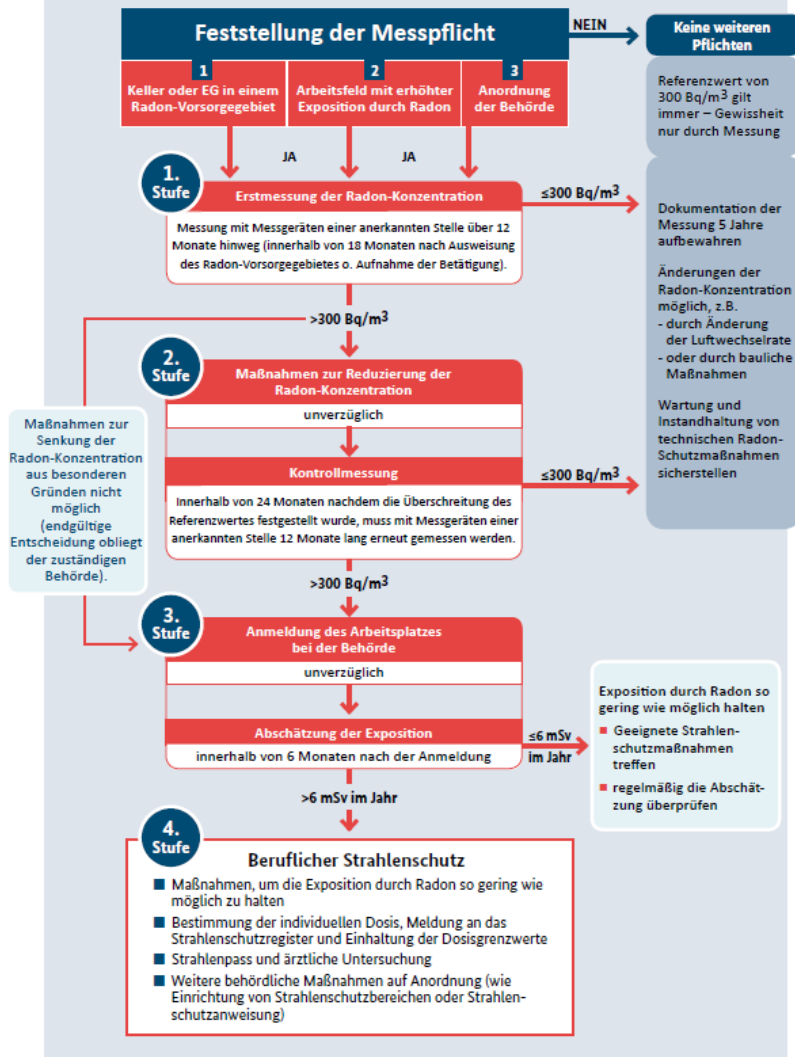 Feststellung der Messpflicht
NEIN
Keine weiteren
Pflichten
1
Keller oder EG in einem
Radon-Vorsorgegebiet
2
Arbeitsfeld mit erhöhter
Exposition durch Radon
3
Anordnung
der Behörde
Referenzwert von
300 Bq/m³ gilt
immer – Gewissheit
nur durch Messung
JA
JA
1.
Stufe
Erstmessung der Radon-Konzentration
≤300 Bq/m³
Messung mit Messgeräten einer anerkannten Stelle über 12
Monate hinweg (innerhalb von 18 Monaten nach Ausweisung
des Radon-Vorsorgegebietes o. Aufnahme der Betätigung).
Dokumentation der
Messung 5 Jahre
aufbewahren
Änderungen der
Radon-Konzentration
möglich, z.B.
- durch Änderung
der Luftwechselrate
- oder durch bauliche
Maßnahmen
Wartung und
Instandhaltung von
technischen Radon-
Schutzmaßnahmen
sicherstellen
>300 Bq/m³
2.
Stufe
Maßnahmen zur Reduzierung der
Radon-Konzentration
unverzüglich
Maßnahmen zur
Senkung der
Radon-Konzentration
aus besonderen
Gründen nicht
möglich
(endgültige
Entscheidung obliegt
der zuständigen
Behörde).
Kontrollmessung
≤300 Bq/m³
Innerhalb von 24 Monaten nachdem die Überschreitung des
Referenzwertes festgestellt wurde, muss mit Messgeräten einer
anerkannten Stelle 12 Monate lang erneut gemessen werden.
>300 Bq/m³
3.
Stufe
Anmeldung des Arbeitsplatzes
bei der Behörde
unverzüglich
Abschätzung der Exposition
innerhalb von 6 Monaten nach der Anmeldung
≤6 mSv
im Jahr
Exposition durch Radon so
gering wie möglich halten
■ Geeignete Strahlen-
schutzmaßnahmen
treffen
■ regelmäßig die Abschät-
zung überprüfen
>6 mSv im Jahr
4.
Stufe
Beruflicher Strahlenschutz
■ Maßnahmen, um die Exposition durch Radon so gering wie
möglich zu halten
■ Bestimmung der individuellen Dosis, Meldung an das
Strahlenschutzregister und Einhaltung der Dosisgrenzwerte
■ Strahlenpass und ärztliche Untersuchung
■ Weitere behördliche Maßnahmen auf Anordnung (wie
Einrichtung von Strahlenschutzbereichen oder Strahlen-
schutzanweisung)